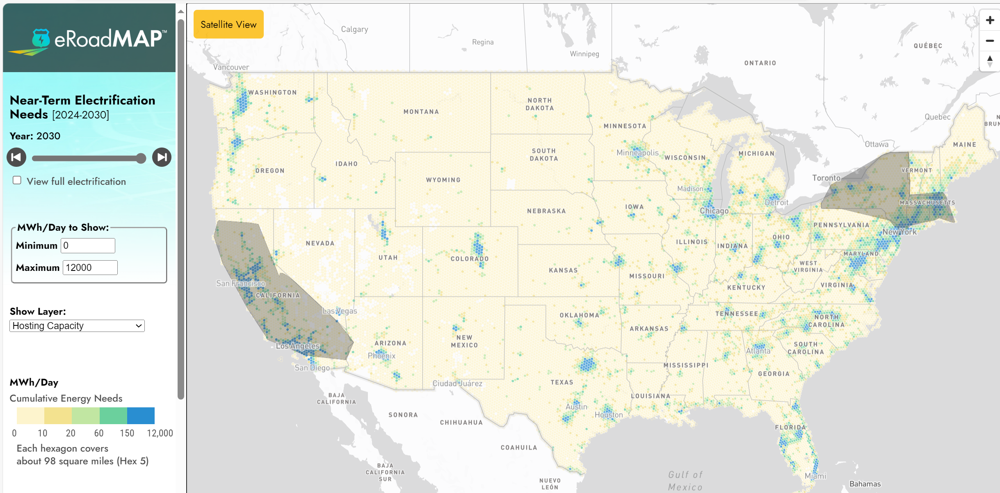 eRoadMAP™
Near-Term Electrification
Needs [2024-2030]
Year: 2030
View full electrification
MWh/Day to Show:
Minimum 0
Maximum 12000
Show Layer:
Hosting Capacity
MWh/Day
Cumulative Energy Needs
0 10 20 60 150 12,000
Each hexagon covers
about 98 square miles (Hex 5)
Satellite View
Calgary
Regina
Winnipeg
Vancouver
ONTARIO
QUÉBEC
Quebec
N
BRUN
Ottawa
MAINE
WASHINGTON
MONTANA
NORTH
DAKOTA
MINNESOTA
Minneapolis
SOUTH
DAKOTA
WISCONSIN
MICHIGAN
VERMONT
Toronto
OREGON
IDAHO
WYOMING
Madison
Detroit
MASSACHUSETTS
IOWA
Chicago
NEBRASKA
PENNSYLVANIA
New York
NEVADA
UTAH
COLORADO
ILLINOIS
INDIANA
OHIO
MARYLAND
WEST
VIRGINIA
KANSAS
MISSOURI
KENTUCKY
VIRGINIA
San Francisco
CALIFORNIA
Las Vegas
OKLAHOMA
TENNESSEE
NORTH
CAROLINA
ARKANSAS
Los Angeles
ARIZONA
NEW
MEXICO
Phoenix
SOUTH
CAROLINA
Atlanta
San Diego
MISSISSIPPI
GEORGIA
Ciudad Juárez
TEXAS
LOUISIANA
BAJA
CALIFORNIA
SONORA
CHIHUAHUA
Austin
Houston
FLORIDA
COAHUILA
BAJA
CALIFORNIA
SUR
NUEVO
LEÓN
Gulf of
Mexico
Miami
Bahamas